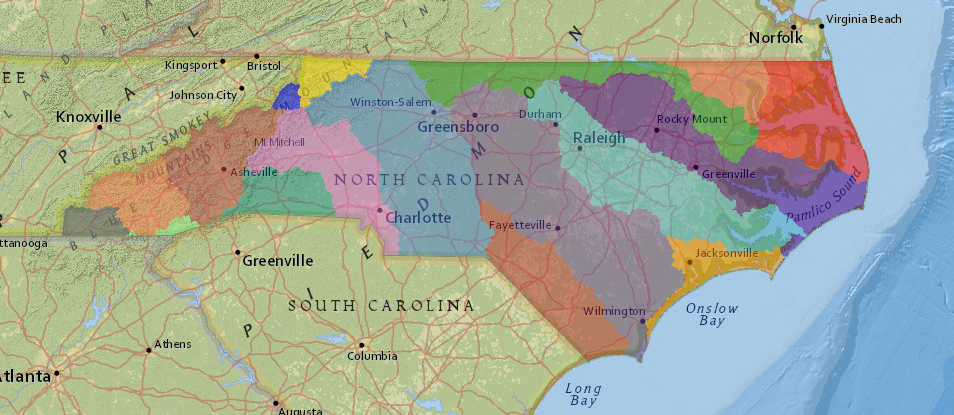 Virginia Beach
Norfolk
N
L
EE
Kingsport
Bristol
A
Johnson City
Winston-Salem
O
Knoxville
Greensboro
Durham
Rocky Mount
GREAT SMOKEY
MOUNTAINS
Mt Mitchell
M
Raleigh
P
Asheville
Greenville
NORTH CAROLINA
D
Pamlico Sound
Charlotte
Fayetteville
ttanooga
B
Greenville
E
Jacksonville
I
SOUTH CAROLINA
Onslow
Bay
Wilmington
P
Athens
Columbia
Atlanta
Long
Bay
Augusta